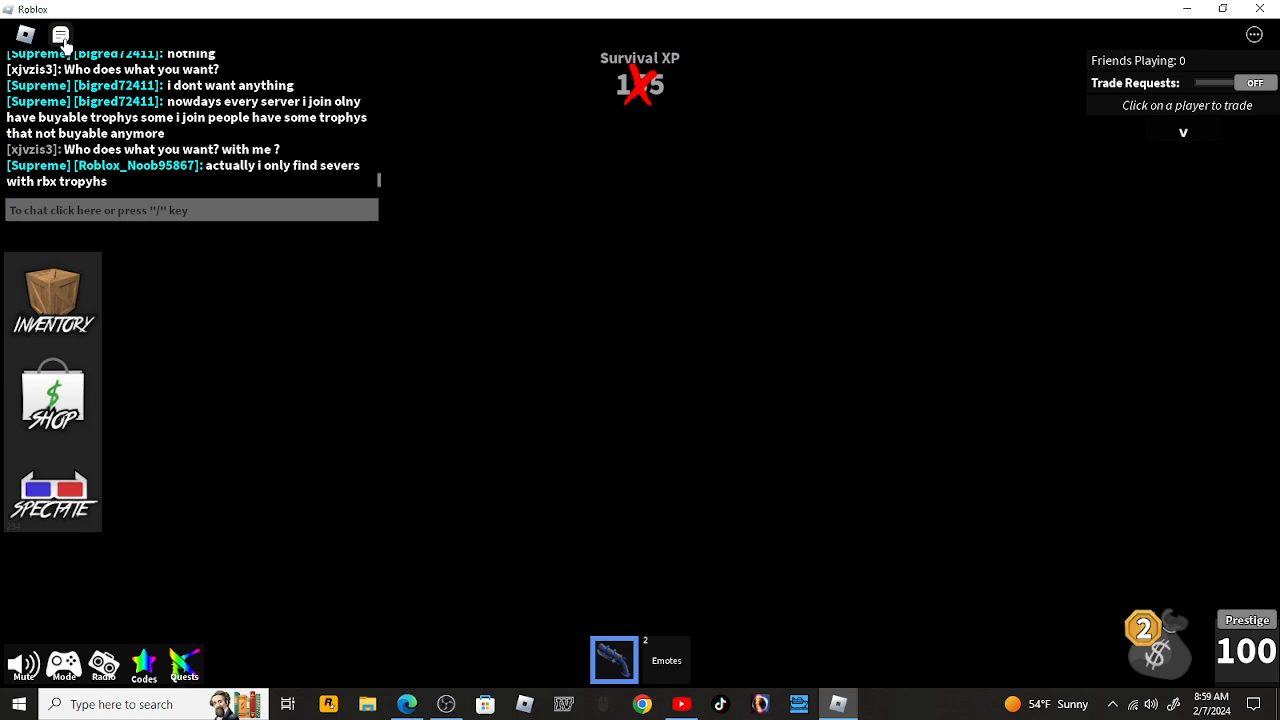 Roblox
[Supreme] [bigred72411]: nothing
[xjvzis3]: Who does what you want?
[Supreme] [bigred72411]: i dont want anything
[Supreme] [bigred72411]: nowdays every server i join olny
have buyable trophys some i join people have some trophys
that not buyable anymore
[xjvzis3]: Who does what you want? with me ?
[Supreme] [Roblox_Noob95867]: actually i only find severs
with rbx tropyhs
To chat click here or press "/" key
Survival XP
Friends Playing: 0
Trade Requests: OFF
Click on a player to trade
v
INVENTORY
$
SHOP
SPECTATE
2
Emotes
2
$
Prestige
100
Mute
Mode
Radio
Codes
Quests
Type here to search
54°F Sunny
8:59 AM
2/7/2024